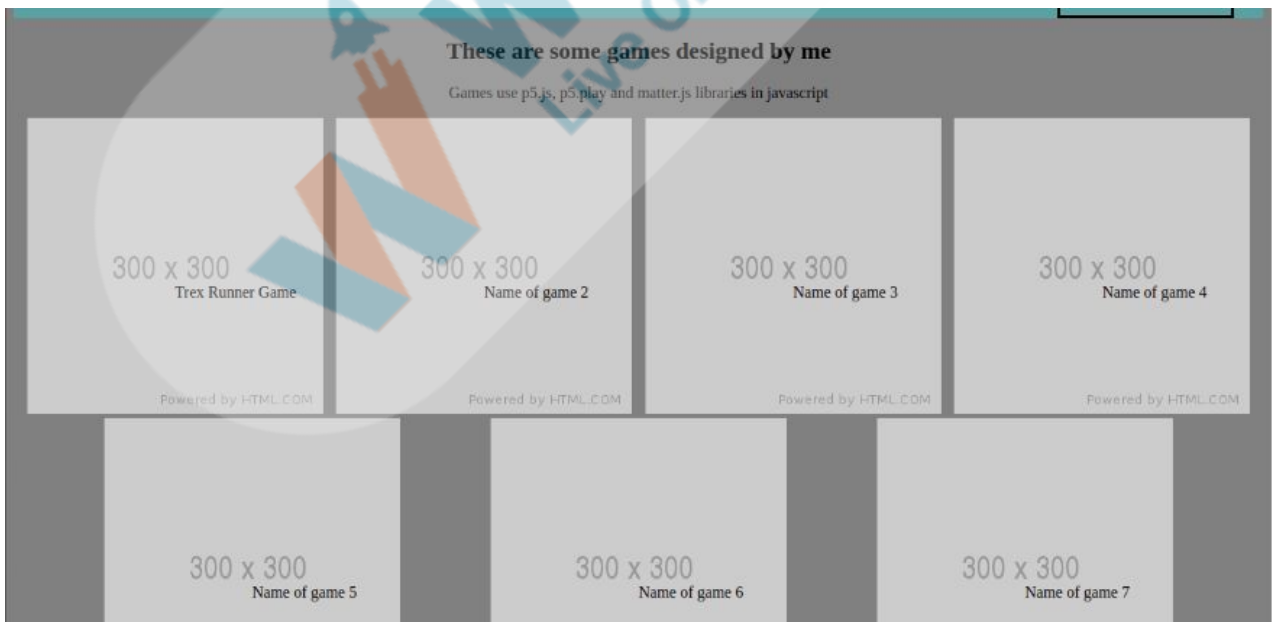 These are some games designed by me
Games use p5.js, p5.play and matter.js libraries in javascript
300 x 300
Trex Runner Game
Powered by HTML.COM
300 x 300
Name of game 2
Powered by HTML.COM
300 x 300
Name of game 3
Powered by HTML.COM
300 x 300
Name of game 4
Powered by HTML.COM
300 x 300
Name of game 5
300 x 300
Name of game 6
300 x 300
Name of game 7
Live